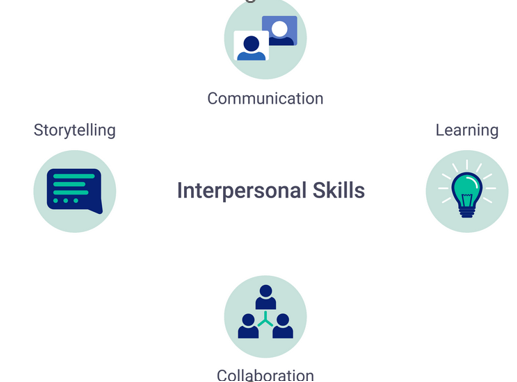 Communication
Storytelling
Learning
Interpersonal Skills
Collaboration